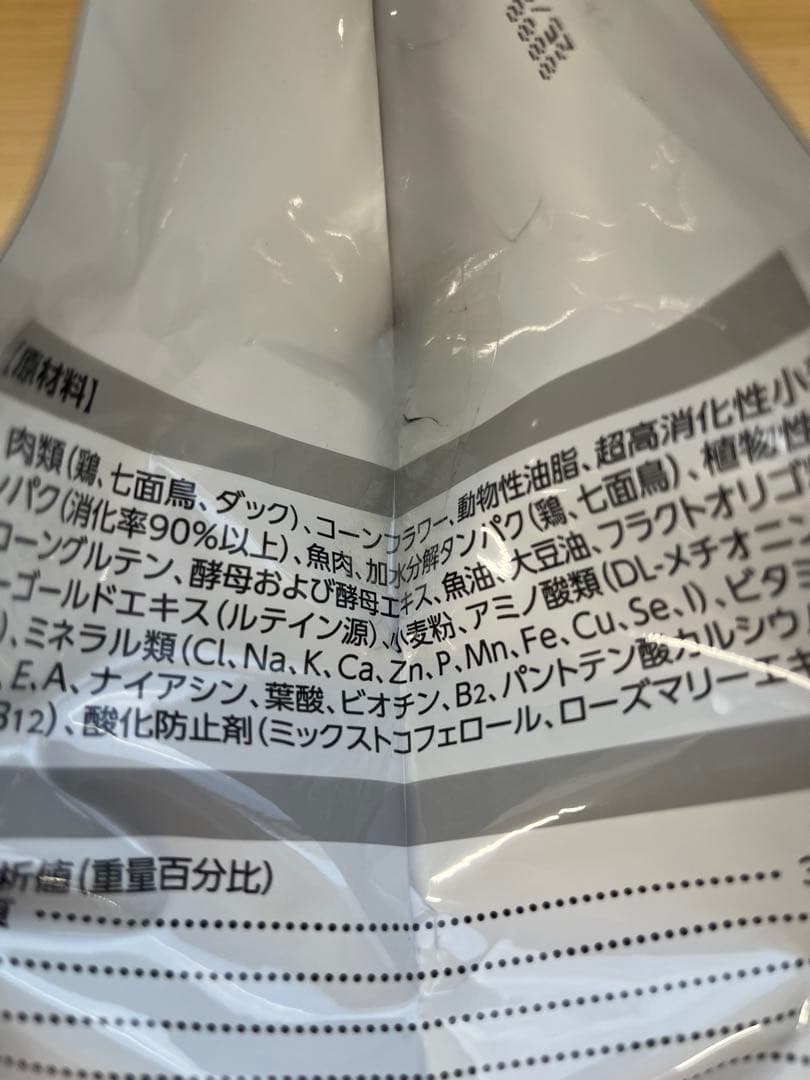 【原材料】
肉類(鶏、七面鳥、ダック)、コーンフラワー、動物性油脂、超高消化性小
ンパク(消化率90%以上)、魚肉、加水分解タンパク(鶏、七面鳥)、植物性
コーングルテン、酵母および酵母エキス、魚油、大豆油、フラクトオリゴ
ーゴールドエキス(ルテイン源)、小麦粉、アミノ酸類(DL-メチオニン
)、ミネラル類(Cl、Na、K、Ca、Zn、P、Mn、Fe、Cu、Se、I)、ビタミ
、E、A、ナイアシン、葉酸、ビオチン、B2、パントテン酸カルシウ
B12)、酸化防止剤(ミックストコフェロール、ローズマリーエキ
析値(重量百分比)